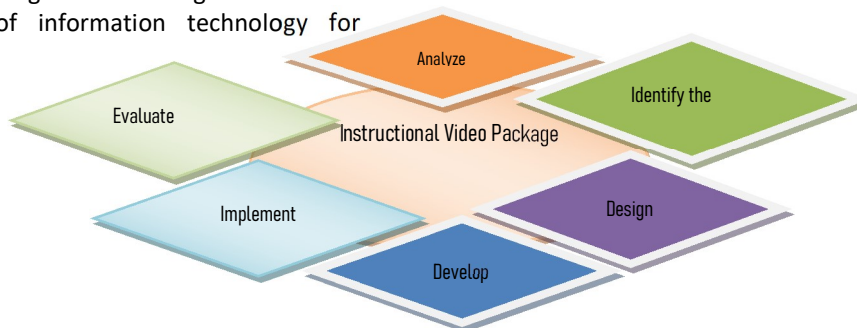 of information technology for
Analyze
Identify the
Evaluate
Instructional Video Package
Implement
Design
Develop